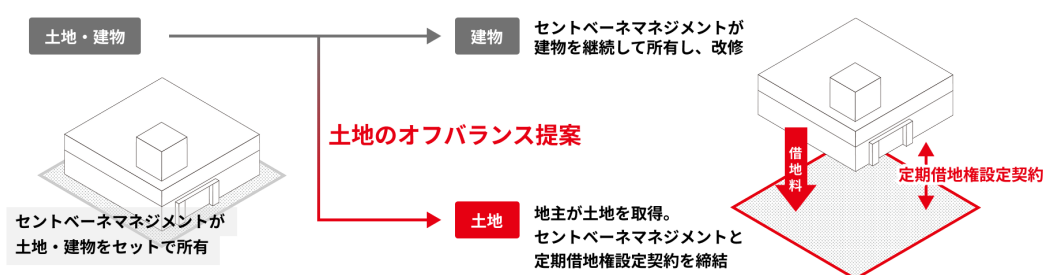 土地・建物
建物
セントベーネマネジメントが
建物を継続して所有し、改修
土地のオフバランス提案
セントベーネマネジメントが
土地・建物をセットで所有
土地
地主が土地を取得。
セントベーネマネジメントと
定期借地権設定契約を締結
借地料
定期借地権設定契約